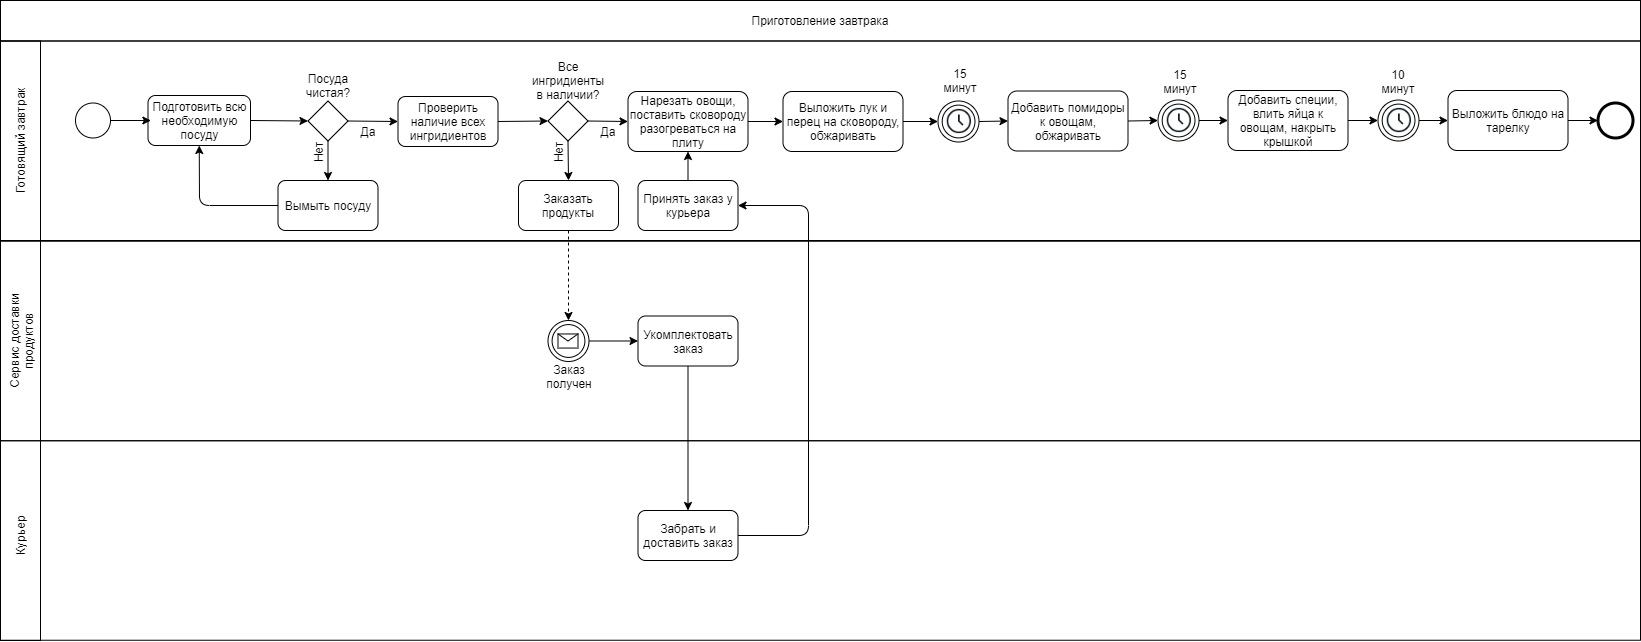 Приготовление завтрака
Готовящий завтрак
Подготовить всю
необходимую
посуду
Посуда
чистая?
Да
Нет
Вымыть посуду
Проверить
наличие всех
ингридиентов
Все
ингридиенты
в наличии?
Да
Нет
Заказать
продукты
Нарезать овощи,
поставить сковороду
разогреваться на
плиту
Принять заказ у
курьера
Выложить лук и
перец на сковороду,
обжаривать
15
минут
Добавить помидоры
к овощам,
обжаривать
15
минут
Добавить специи,
влить яйца к
овощам, накрыть
крышкой
10
минут
Выложить блюдо на
тарелку
Сервис доставки
продуктов
Заказ
получен
Укомплектовать
заказ
Курьер
Забрать и
доставить заказ